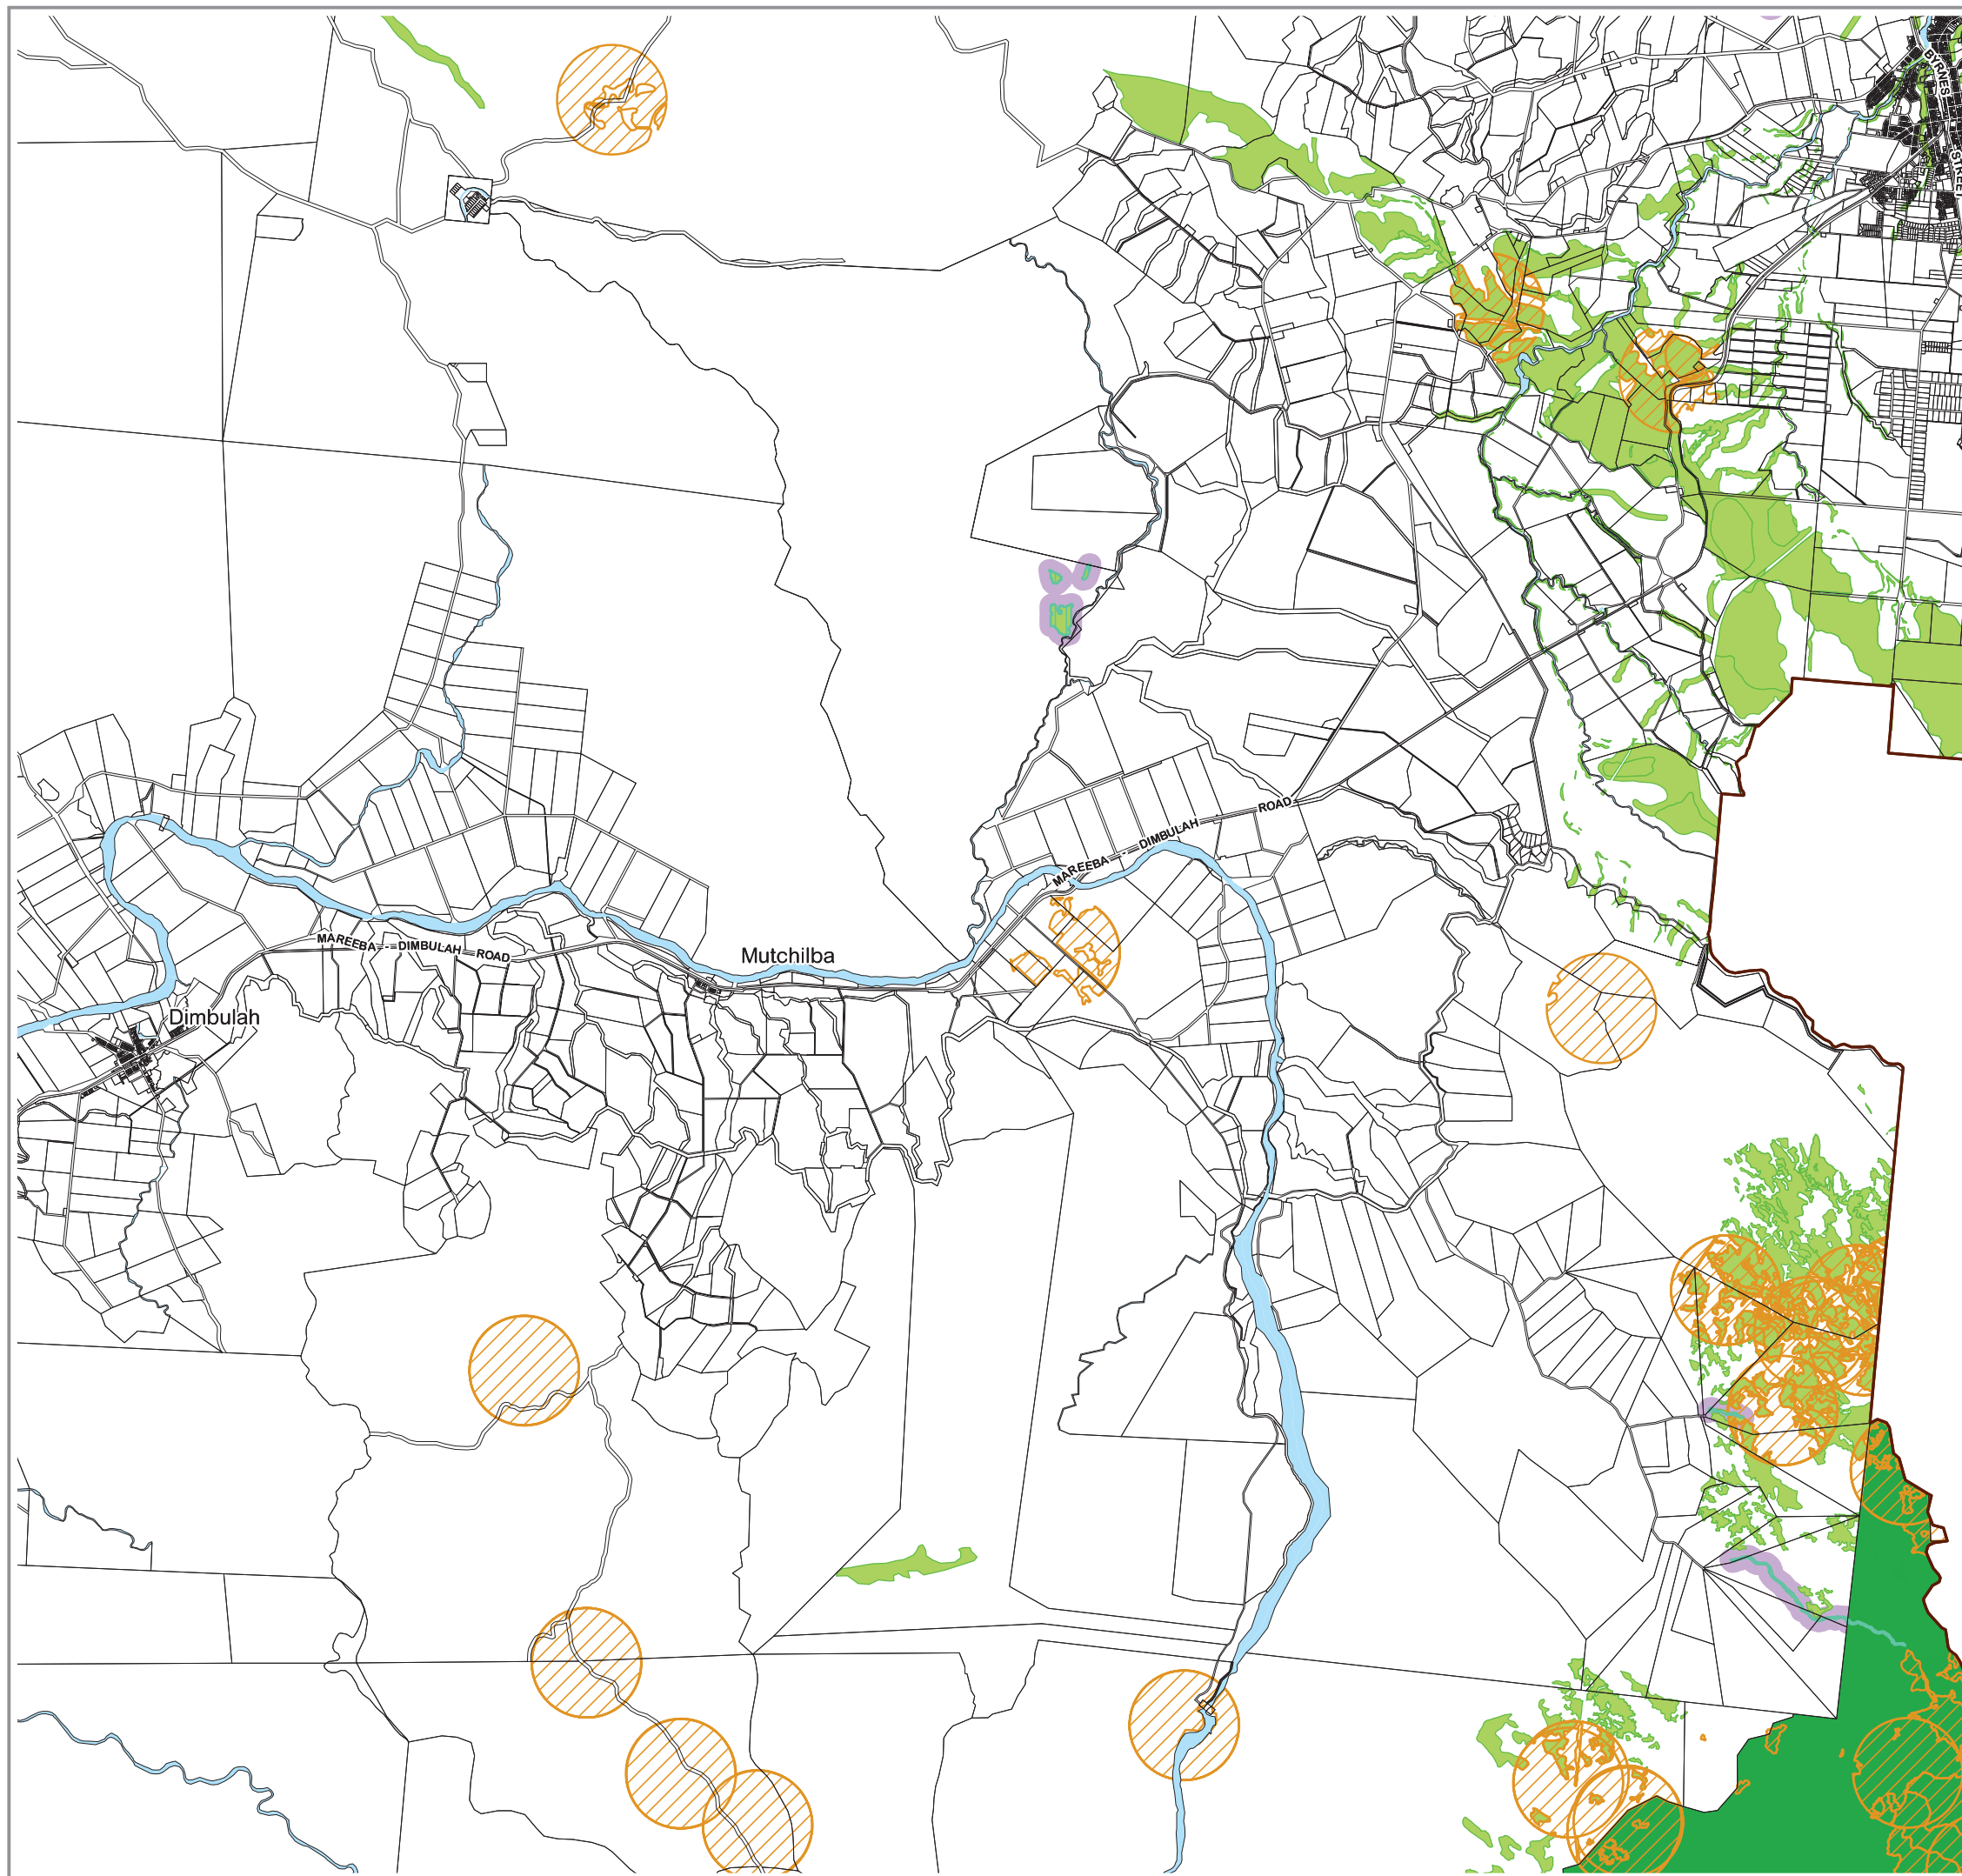 BYRNES STREET
MAREEBA - DIMBULAH ROAD
MAREEBA - DIMBULAH ROAD
Mutchilba
Dimbulah